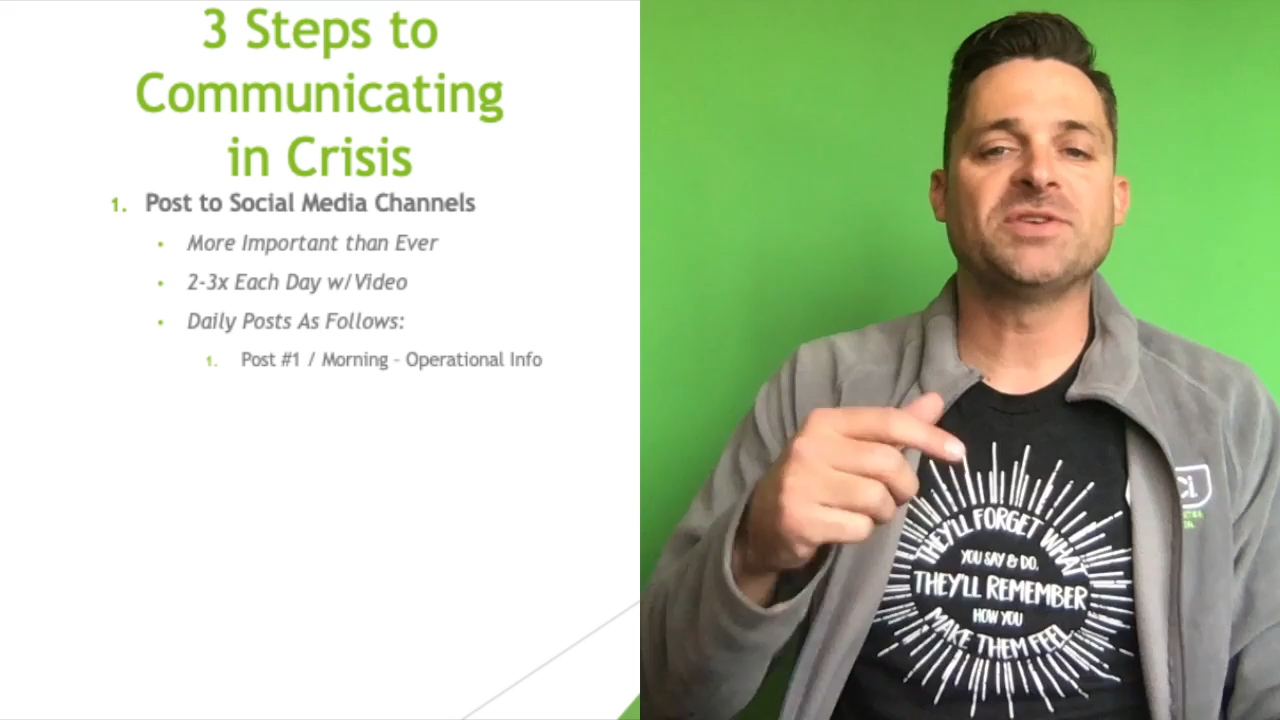 3 Steps to
Communicating
in Crisis
1. Post to Social Media Channels
• More Important than Ever
• 2-3x Each Day w/Video
• Daily Posts As Follows:
1. Post #1 / Morning – Operational Info
THEY'LL FORGET WHAT
YOU SAY & DO,
THEY'LL REMEMBER
HOW YOU
MAKE THEM FEEL